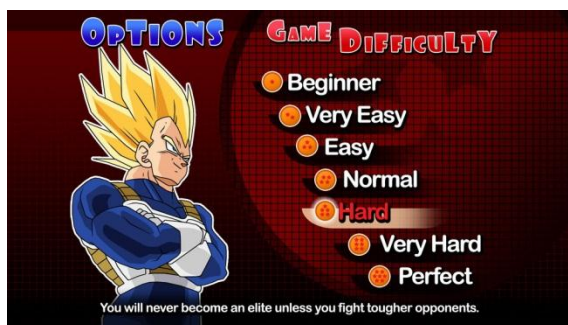 OPTIONS
GAME DIFFICULTY
Beginner
Very Easy
Easy
Normal
Hard
Very Hard
Perfect
You will never become an elite unless you fight tougher opponents.